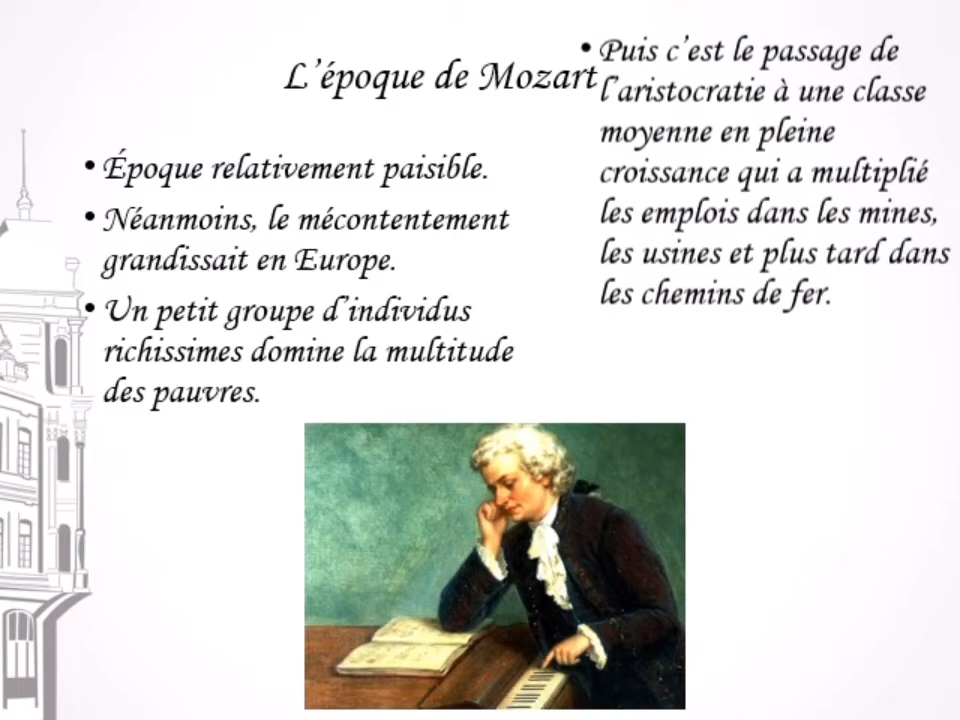 L'époque de Mozart
• Époque relativement paisible.
• Néanmoins, le mécontentement
grandissait en Europe.
• Un petit groupe d'individus
richissimes domine la multitude
des pauvres.
• Puis c'est le passage de
l'aristocratie à une classe
moyenne en pleine
croissance qui a multiplié
les emplois dans les mines,
les usines et plus tard dans
les chemins de fer.